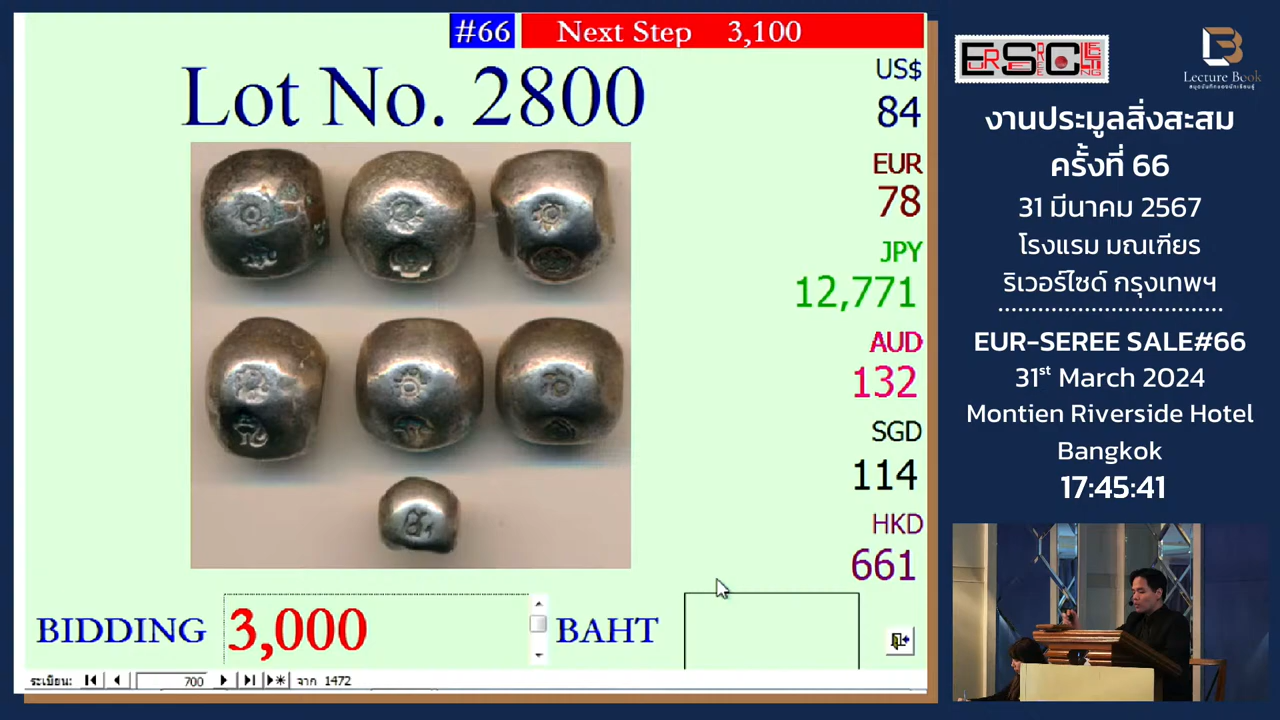 #66
Next Step 3,100
Lot No. 2800
US$
84
EUR
78
JPY
12,771
AUD
132
SGD
114
HKD
661
BIDDING 3,000 BAHT
ระเบียน: 700 จาก 1472
Lecture Book
งานประมูลสิ่งสะสม
ครั้งที่ 66
31 มีนาคม 2567
โรงแรม มณเฑียร
ริเวอร์ไซด์ กรุงเทพฯ
EUR-SEREE SALE#66
31st March 2024
Montien Riverside Hotel
Bangkok
17:45:41